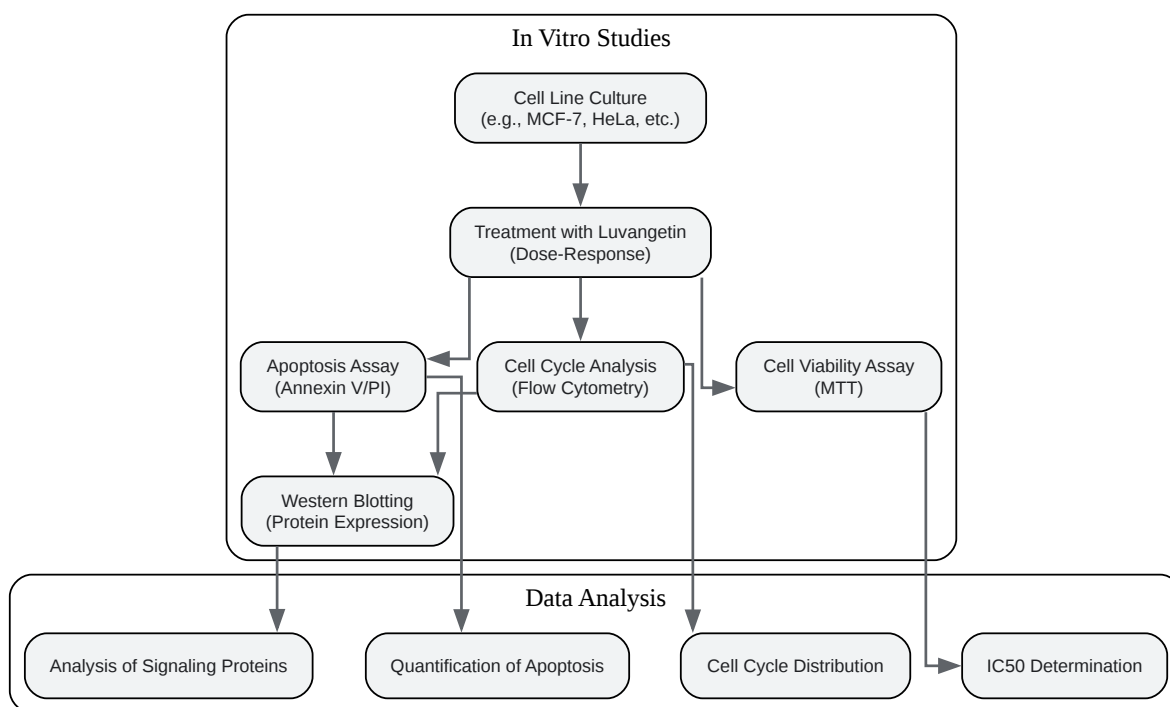 In Vitro Studies
Cell Line Culture
(e.g., MCF-7, HeLa, etc.)
Treatment with Luvangetin
(Dose-Response)
Apoptosis Assay
(Annexin V/PI)
Cell Cycle Analysis
(Flow Cytometry)
Cell Viability Assay
(MTT)
Western Blotting
(Protein Expression)
Data Analysis
Analysis of Signaling Proteins
Quantification of Apoptosis
Cell Cycle Distribution
IC50 Determination